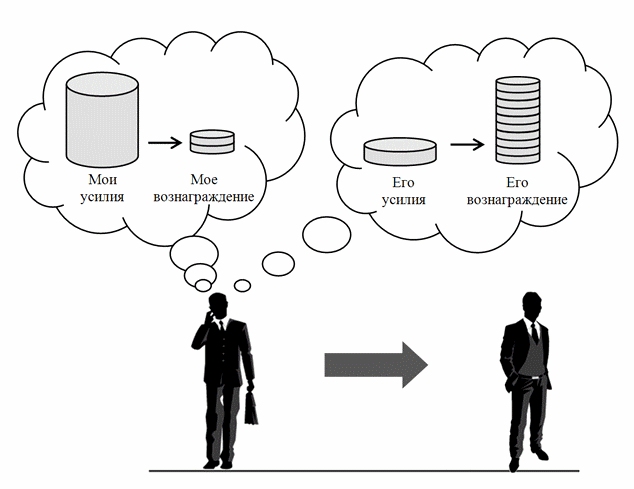 Мои
усилия
Мое
вознаграждение
Его
усилия
Его
вознаграждение